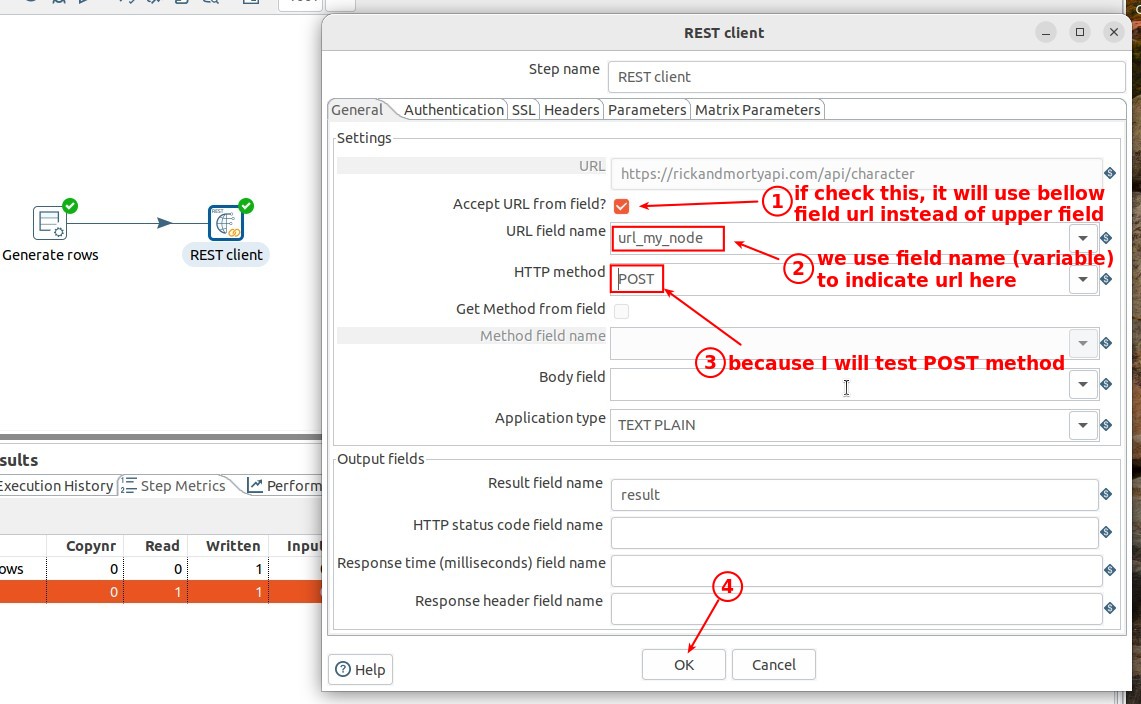 REST client
Step name
REST client
General
Authentication
SSL
Headers
Parameters
Matrix Parameters
Settings
URL
https://rickandmortyapi.com/api/character
Accept URL from field?
1 if check this, it will use bellow
field url instead of upper field
URL field name
url_my_node
2 we use field name (variable)
to indicate url here
HTTP method
POST
Get Method from field
Method field name
3 because I will test POST method
Body field
Application type
TEXT PLAIN
Output fields
Result field name
result
HTTP status code field name
Response time (milliseconds) field name
Response header field name
4
Help
OK
Cancel
REST
Generate rows
REST client
sults
Execution History
Step Metrics
Perform
Copynr Read Written Input
ows 0 0 1
0 1 1